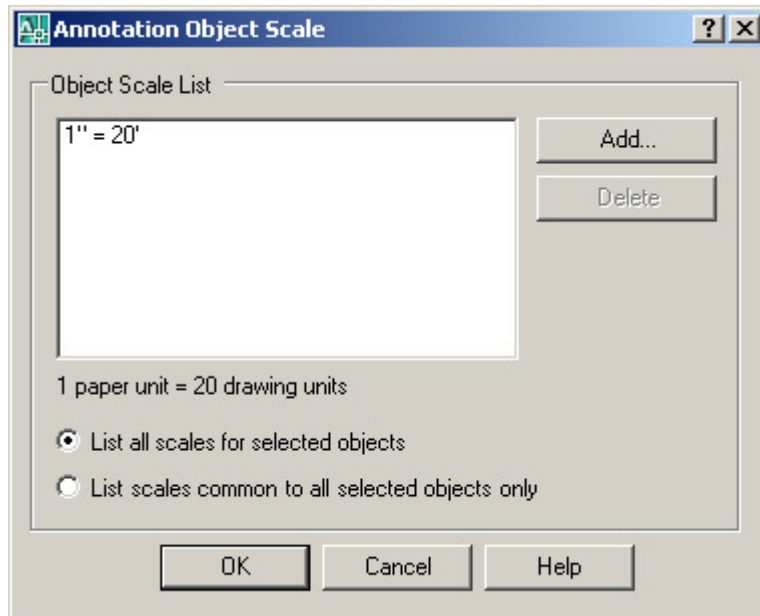 Annotation Object Scale
Object Scale List
1" = 20'
Add...
Delete
1 paper unit = 20 drawing units
List all scales for selected objects
List scales common to all selected objects only
OK Cancel Help